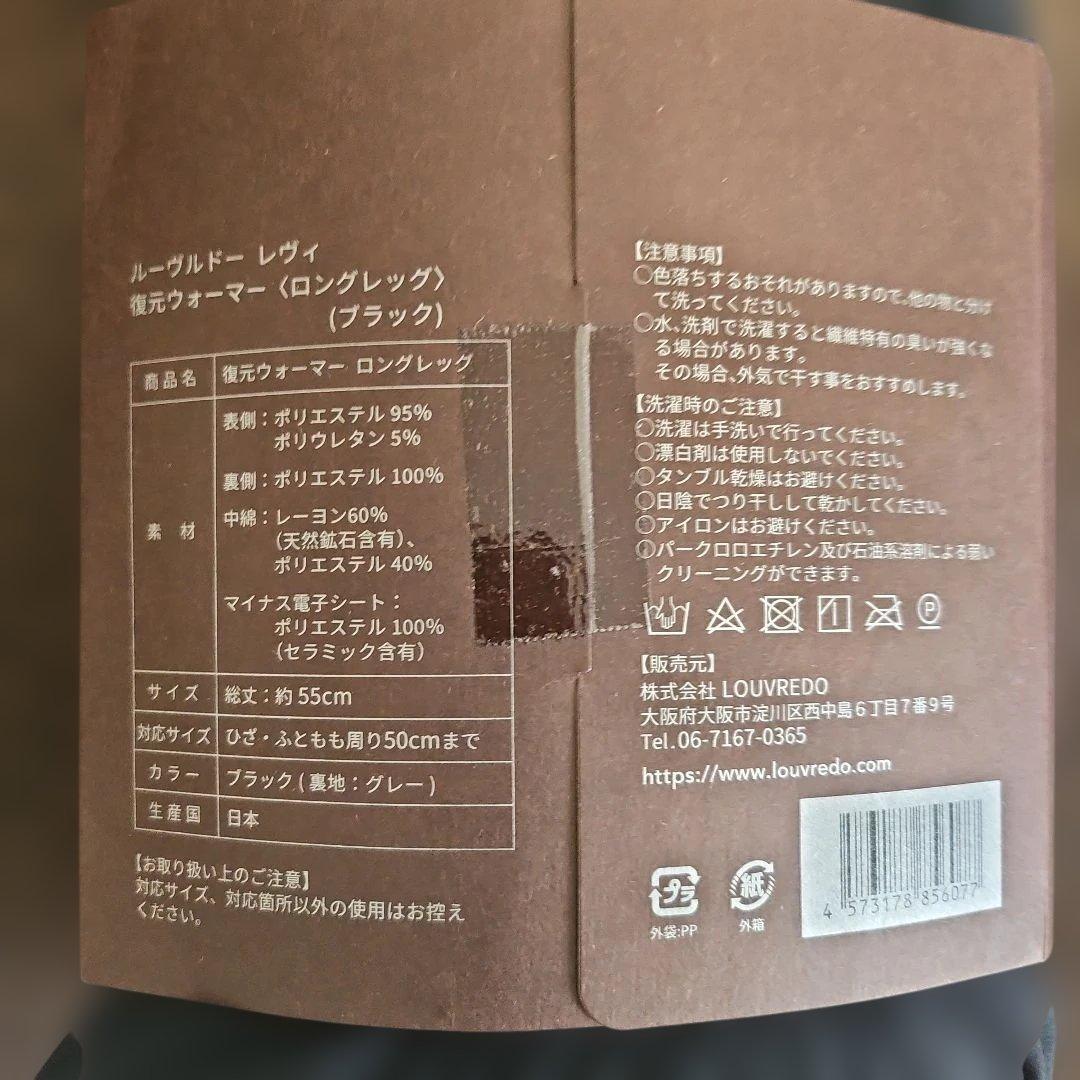 ルーヴルドー レヴィ
復元ウォーマー〈ロングレッグ〉
(ブラック)
商品名 復元ウォーマー ロングレッグ
素 材
表側：ポリエステル 95%
ポリウレタン 5%
裏側：ポリエステル 100%
中綿：レーヨン60%
（天然鉱石含有）、
ポリエステル 40%
マイナス電子シート：
ポリエステル 100%
（セラミック含有）
サイズ 総丈：約 55cm
対応サイズ ひざ・ふともも周り50cmまで
カラー ブラック ( 裏地：グレー )
生産国 日本
【お取り扱い上のご注意】
対応サイズ、対応箇所以外の使用はお控え
ください。
【注意事項】
○色落ちするおそれがありますので、他の物と分け
て洗ってください。
○水、洗剤で洗濯すると繊維特有の臭いが強くな
る場合があります。
その場合、外気で干す事をおすすめします。
【洗濯時のご注意】
○洗濯は手洗いで行ってください。
○漂白剤は使用しないでください。
○タンブル乾燥はお避けください。
○日陰でつり干しして乾かしてください。
○アイロンはお避けください。
○パークロロエチレン及び石油系溶剤による弱い
クリーニングができます。
P
【販売元】
株式会社 LOUVREDO
大阪府大阪市淀川区西中島６丁目７番９号
Tel. 06-7167-0365
https://www.louvredo.com
プラ
外袋:PP
紙
外箱
4 573178 856077